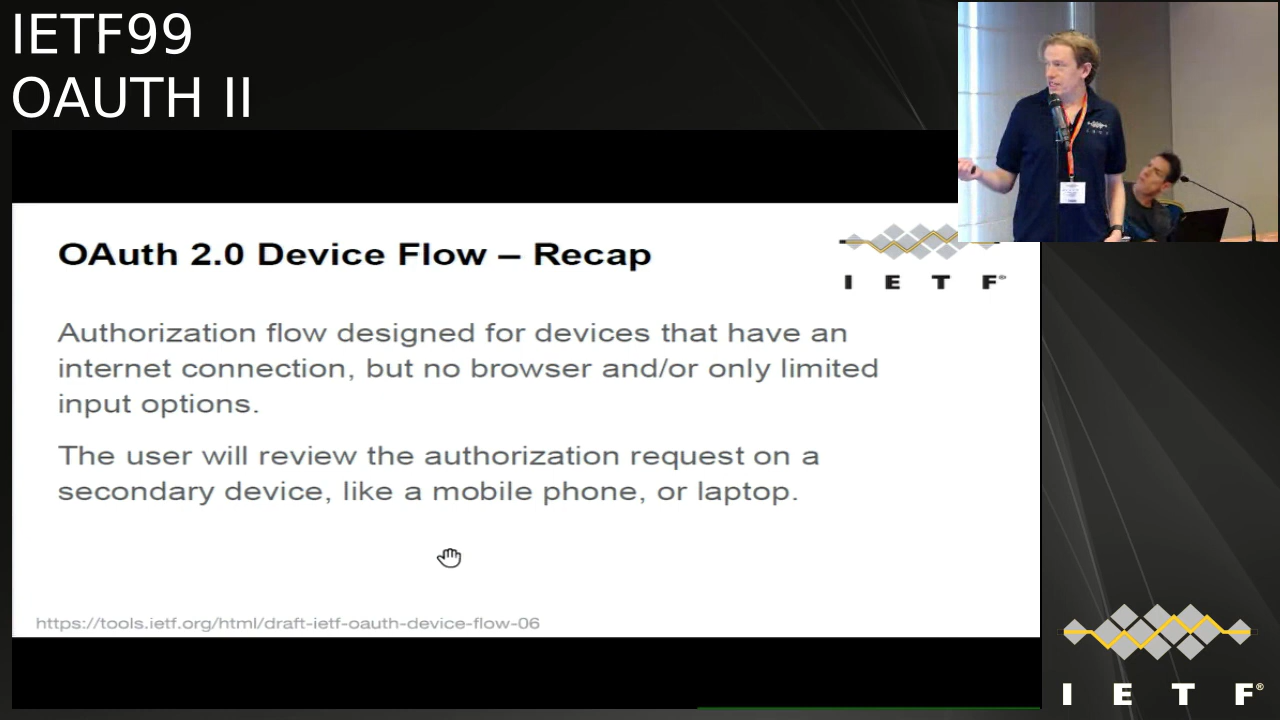 IETF99
OAUTH II
OAuth 2.0 Device Flow – Recap
I E T F®
Authorization flow designed for devices that have an
internet connection, but no browser and/or only limited
input options.
The user will review the authorization request on a
secondary device, like a mobile phone, or laptop.
https://tools.ietf.org/html/draft-ietf-oauth-device-flow-06
I E T F®